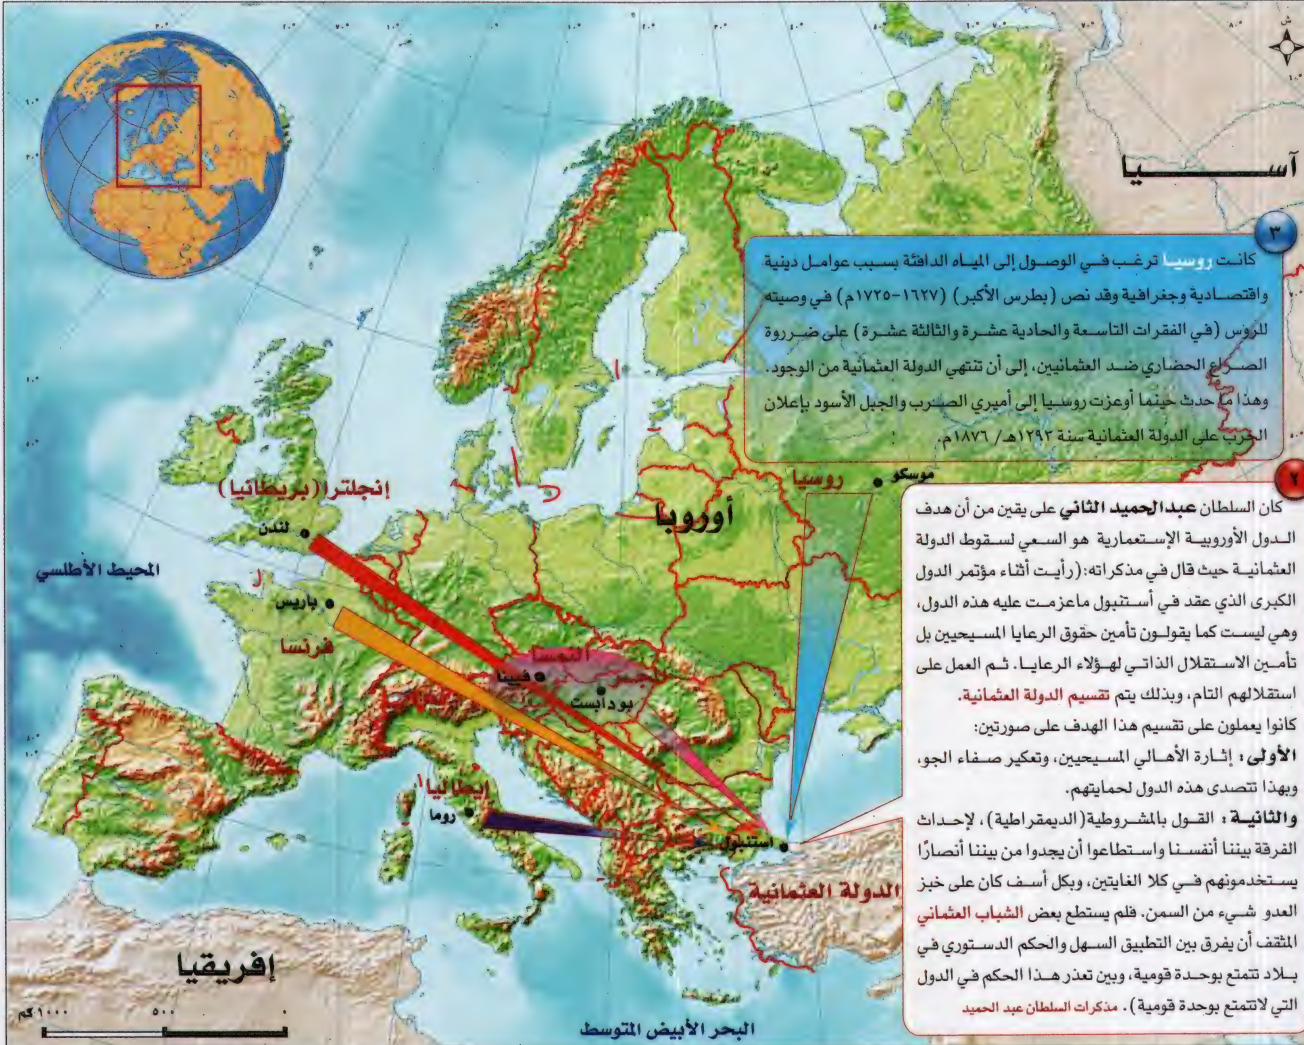 ش
آسيا
٣
كانت روسيا ترغب في الوصول إلى المياه الدافئة بسبب عوامل دينية
واقتصادية وجغرافية وقد نص (بطرس الأكبر) (١٦٢٧-١٧٢٥م) في وصيته
للروس (في الفقرات التاسعة والحادية عشرة والثالثة عشرة) على ضرروة
الصراع الحضاري ضد العثمانيين، إلى أن تنتهي الدولة العثمانية من الوجود.
وهذا ما حدث حينما أوعزت روسيا إلى أميري الصرب والجبل الأسود بإعلان
الحرب على الدولة العثمانية سنة ١٢٩٣هـ/ ١٨٧٦م.
٢
كان السلطان عبدالحميد الثاني على يقين من أن هدف
الدول الأوروبية الإستعمارية هو السعي لسقوط الدولة
العثمانية حيث قال في مذكراته: (رأيت أثناء مؤتمر الدول
الكبرى الذي عقد في أستنبول ماعزمت عليه هذه الدول،
وهي ليست كما يقولون تأمين حقوق الرعايا المسيحيين بل
تأمين الاستقلال الذاتي لهؤلاء الرعايا. ثم العمل على
استقلالهم التام، وبذلك يتم تقسيم الدولة العثمانية.
كانوا يعملون على تقسيم هذا الهدف على صورتين:
الأولى: إثارة الأهالي المسيحيين، وتعكير صفاء الجو،
وبهذا تتصدى هذه الدول لحمايتهم.
والثانية: القول بالمشروطية (الديمقراطية)، لإحداث
الفرقة بيننا أنفسنا واستطاعوا أن يجدوا من بيننا أنصارًا
يستخدمونهم في كلا الغايتين، وبكل أسف كان على خبز
العدو شيء من السمن. فلم يستطع بعض الشباب العثماني
المثقف أن يفرق بين التطبيق السهل والحكم الدستوري في
بلاد تتمتع بوحدة قومية، وبين تعذر هذا الحكم في الدول
التي لاتتمتع بوحدة قومية). مذكرات السلطان عبد الحميد
روسيا
موسكو
أوروبا
إنجلترا (بريطانيا)
لندن
المحيط الأطلسي
باريس
فرنسا
النمسا
فيينا
المجر
بودابست
إيطاليا
روما
استنبول
الدولة العثمانية
إفريقيا
١٠٠٠ كم
٥٠٠
٠
البحر الأبيض المتوسط